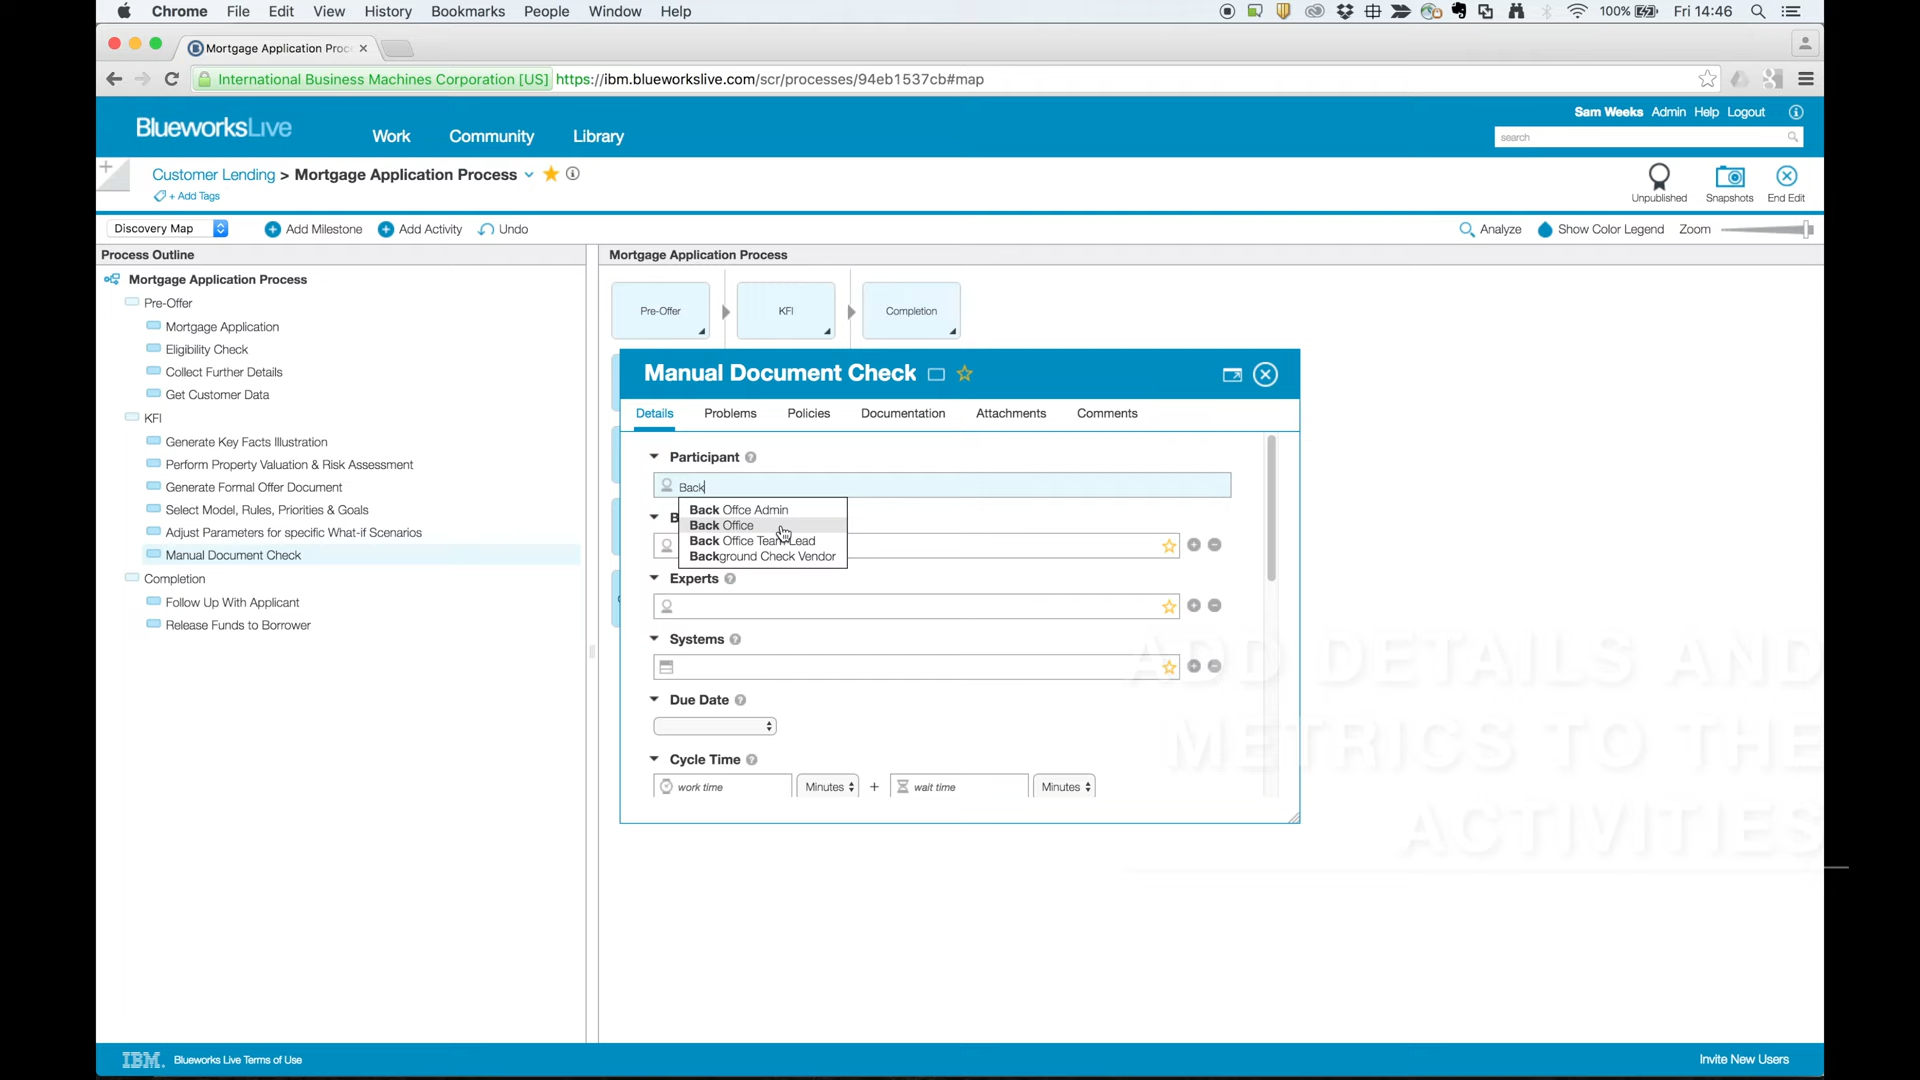 Chrome File Edit View History Bookmarks People Window Help 100% Fri 14:46
Mortgage Application Proc
International Business Machines Corporation [US] https://ibm.blueworkslive.com/scr/processes/94eb1537cb#map
Sam Weeks Admin Help Logout
BlueworksLive Work Community Library
search
Customer Lending > Mortgage Application Process
+ Add Tags
Unpublished Snapshots End Edit
Discovery Map Add Milestone Add Activity Undo Analyze Show Color Legend Zoom
Process Outline
Mortgage Application Process
Pre-Offer
Mortgage Application
Eligibility Check
Collect Further Details
Get Customer Data
KFI
Generate Key Facts Illustration
Perform Property Valuation & Risk Assessment
Generate Formal Offer Document
Select Model, Rules, Priorities & Goals
Adjust Parameters for specific What-if Scenarios
Manual Document Check
Completion
Follow Up With Applicant
Release Funds to Borrower
Mortgage Application Process
Pre-Offer KFI Completion
Manual Document Check
Details Problems Policies Documentation Attachments Comments
Participant
Back
Back Offce Admin
Back Office
Back Office Team Lead
Background Check Vendor
B
Experts
Systems
Due Date
Cycle Time
work time Minutes + wait time Minutes
ADD DETAILS AND
METRICS TO THE
ACTIVITIES
IBM. Blueworks Live Terms of Use
Invite New Users